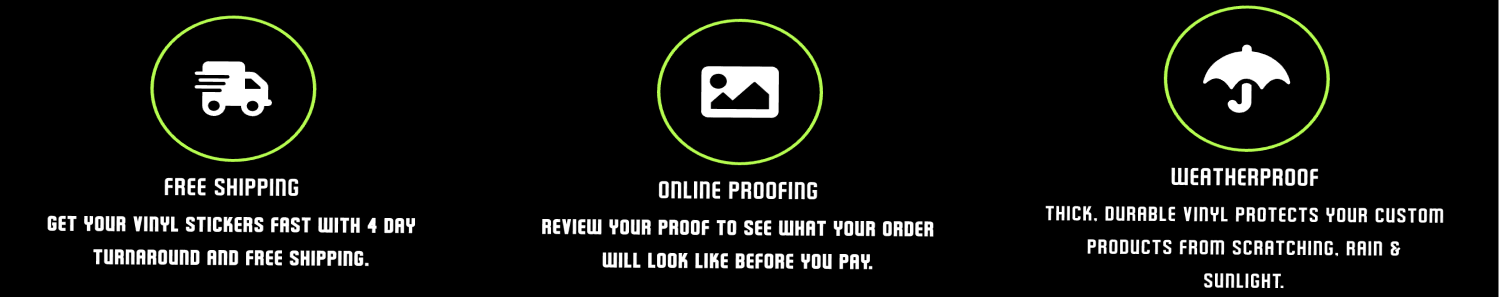 FREE SHIPPING
GET YOUR VINYL STICKERS FAST WITH 4 DAY
TURNAROUND AND FREE SHIPPING.
ONLINE PROOFING
REVIEW YOUR PROOF TO SEE WHAT YOUR ORDER
WILL LOOK LIKE BEFORE YOU PAY.
WEATHERPROOF
THICK, DURABLE VINYL PROTECTS YOUR CUSTOM
PRODUCTS FROM SCRATCHING, RAIN &
SUNLIGHT.